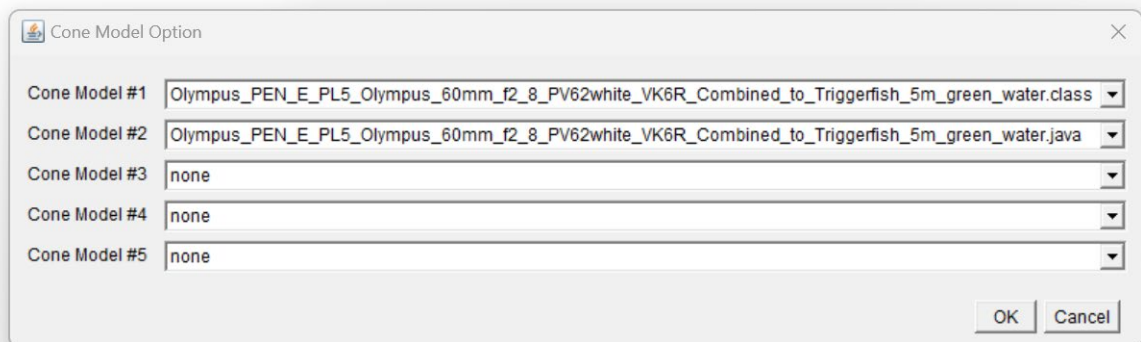 Cone Model Option
Cone Model #1 Olympus_PEN_E_PL5_Olympus_60mm_f2_8_PV62white_VK6R_Combined_to_Triggerfish_5m_green_water.class
Cone Model #2 Olympus_PEN_E_PL5_Olympus_60mm_f2_8_PV62white_VK6R_Combined_to_Triggerfish_5m_green_water.java
Cone Model #3 none
Cone Model #4 none
Cone Model #5 none
OK Cancel